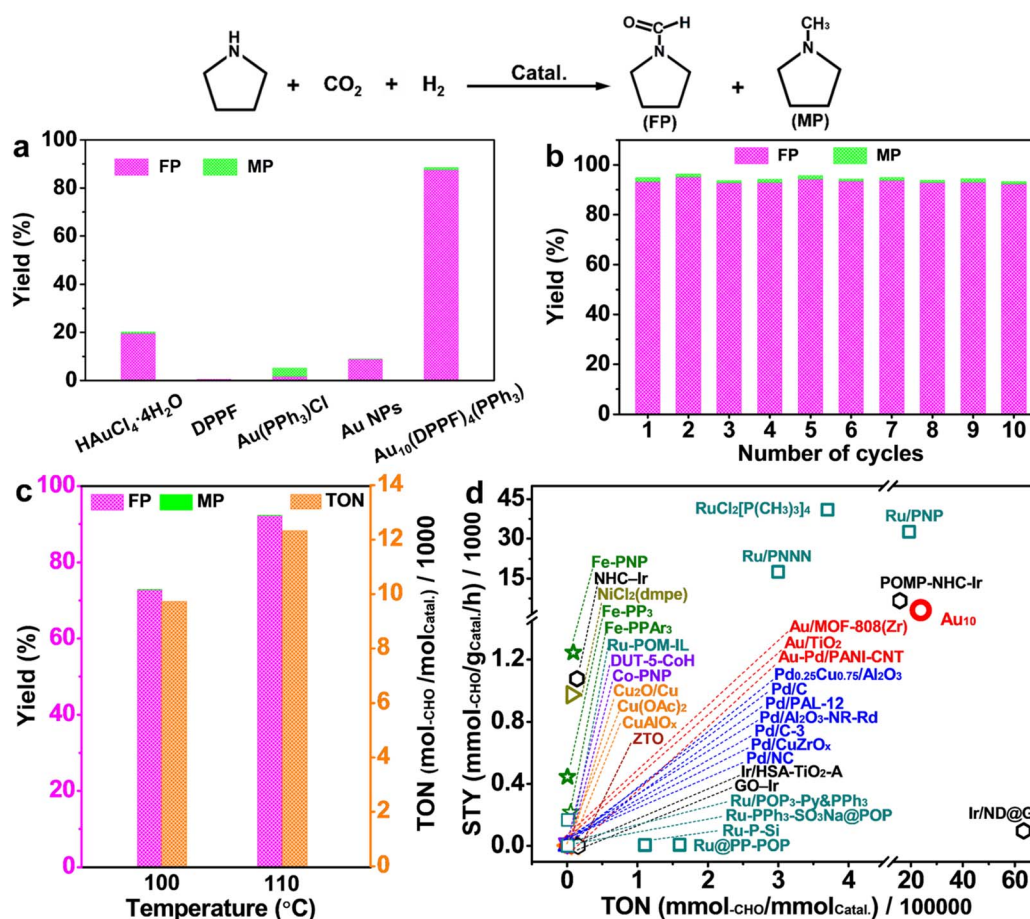 H
N
+ CO₂ + H₂
Catal.
O H
C
N
(FP)
+
CH₃
N
(MP)
a
FP MP
Yield (%)
100
80
60
40
20
0
HAuCl₄·4H₂O
DPPF
Au(PPh₃)Cl
Au NPs
Au₁₀(DPPF)₄(PPh₃)
b
FP MP
Yield (%)
100
80
60
40
20
0
1 2 3 4 5 6 7 8 9 10
Number of cycles
c
FP MP TON
Yield (%)
100
80
60
40
20
0
100 110
Temperature (°C)
14
12
10
8
6
4
2
0
TON (mol-CHO /molCatal.) / 1000
d
STY (mmol-CHO/gCatal./h) / 1000
45
30
15
1.2
0.8
0.4
0.0
RuCl₂[P(CH₃)₃]₄
Ru/PNP
Ru/PNNN
POMP-NHC-Ir
Au₁₀
Fe-PNP
NHC–Ir
NiCl₂(dmpe)
Fe-PP₃
Fe-PPAr₃
Ru-POM-IL
DUT-5-CoH
Co-PNP
Cu₂O/Cu
Cu(OAc)₂
CuAlOₓ
ZTO
Au/MOF-808(Zr)
Au/TiO₂
Au-Pd/PANI-CNT
Pd₀.₂₅Cu₀.₇₅/Al₂O₃
Pd/C
Pd/PAL-12
Pd/Al₂O₃-NR-Rd
Pd/C-3
Pd/CuZrOₓ
Pd/NC
Ir/HSA-TiO₂-A
GO–Ir
Ru/POP₃-Py&PPh₃
Ru-PPh₃-SO₃Na@POP
Ru-P-Si
Ru@PP-POP
Ir/ND@G
0 1 2 3 4 20 40 60
TON (mmol-CHO/mmolCatal.) / 100000